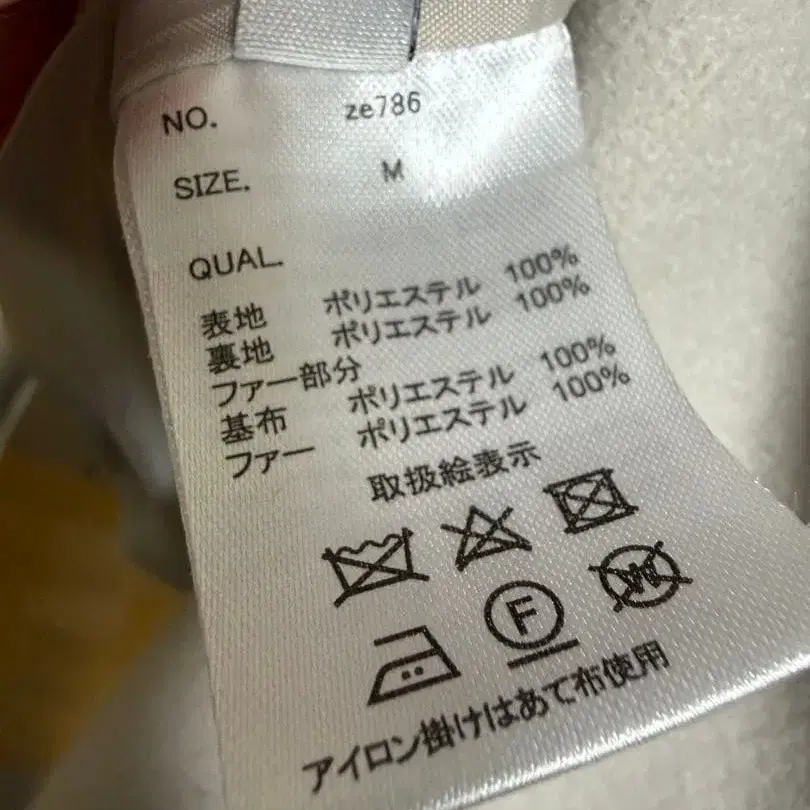 NO. ze786
SIZE. M
QUAL.
表地 ポリエステル 100%
裏地 ポリエステル 100%
ファー部分
基布 ポリエステル 100%
ファー ポリエステル 100%
取扱絵表示
F W
アイロン掛けはあて布使用